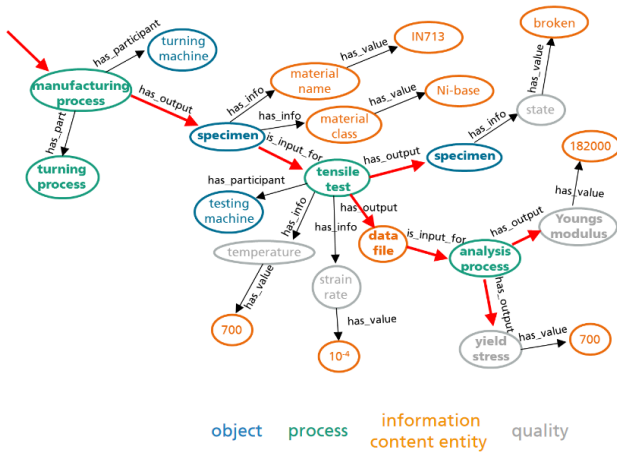 broken
has_participant
turning
machine
IN713
has_value
has_value
manufacturing
process
material
name
has_value
Ni-base
has_output
has_info
has_info
state
has_part
material
class
has_info
specimen
is_input_for
has_output
specimen
182000
turning
process
tensile
test
has_participant
has_value
testing
machine
has_output
has_info
has_info
has_output
Youngs
modulus
data
file
is_input_for
temperature
analysis
process
strain
rate
has_value
has_output
has_value
700
has_value
700
yield
stress
10-4
object
process
information
content entity
quality